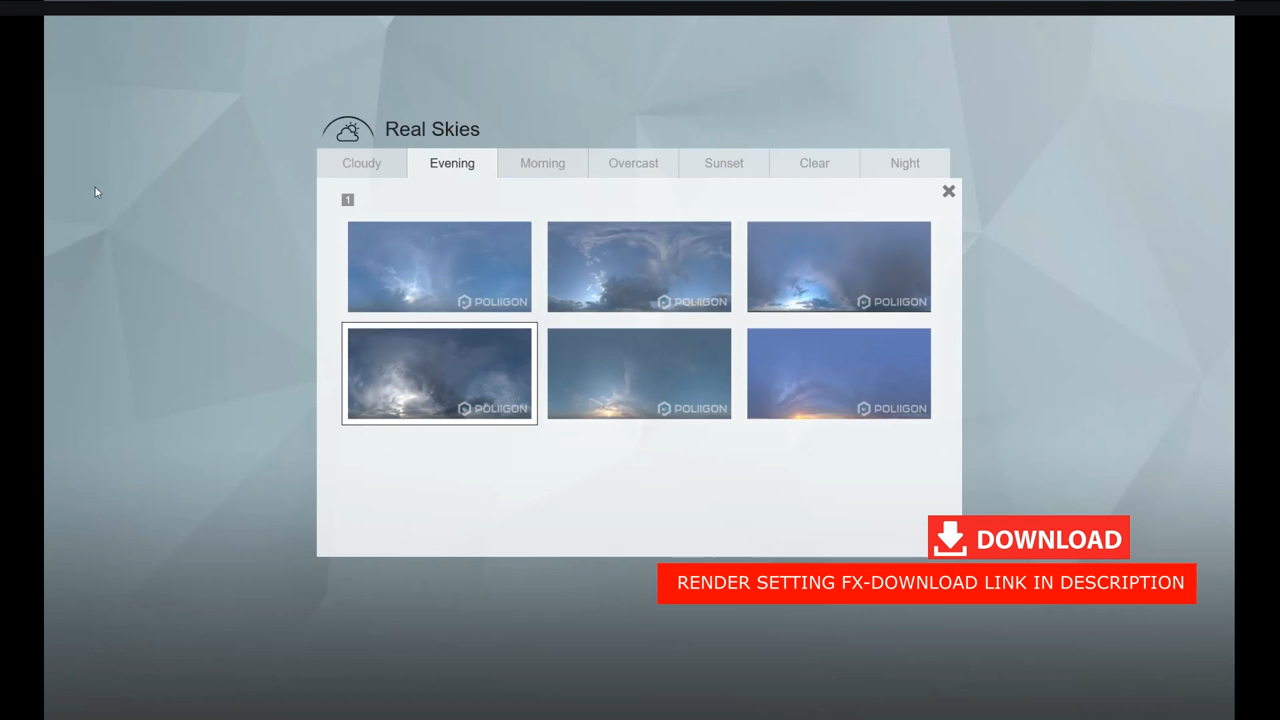 Real Skies
Cloudy Evening Morning Overcast Sunset Clear Night
1
POLIIGON POLIIGON POLIIGON
POLIIGON POLIIGON POLIIGON
DOWNLOAD
RENDER SETTING FX-DOWNLOAD LINK IN DESCRIPTION